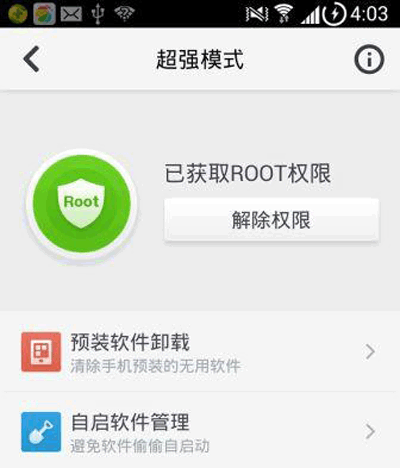 4:03
超强模式
Root
已获取ROOT权限
解除权限
预装软件卸载
清除手机预装的无用软件
自启软件管理
避免软件偷偷自启动